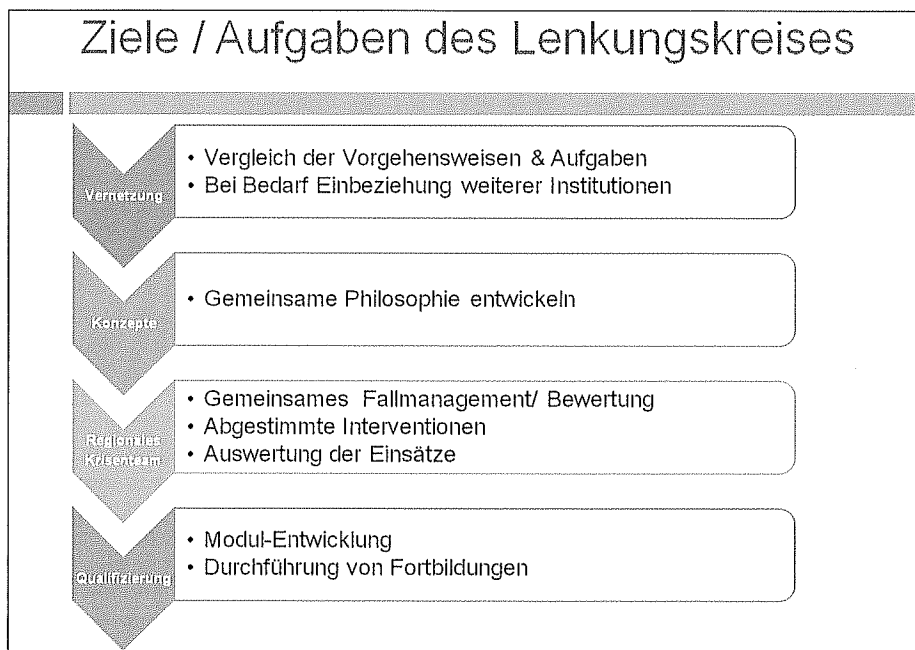 Ziele / Aufgaben des Lenkungskreises
Vernetzung
• Vergleich der Vorgehensweisen & Aufgaben
• Bei Bedarf Einbeziehung weiterer Institutionen
Konzepte
• Gemeinsame Philosophie entwickeln
Regionales
Krisenteam
• Gemeinsames Fallmanagement/ Bewertung
• Abgestimmte Interventionen
• Auswertung der Einsätze
Qualifizierung
• Modul-Entwicklung
• Durchführung von Fortbildungen